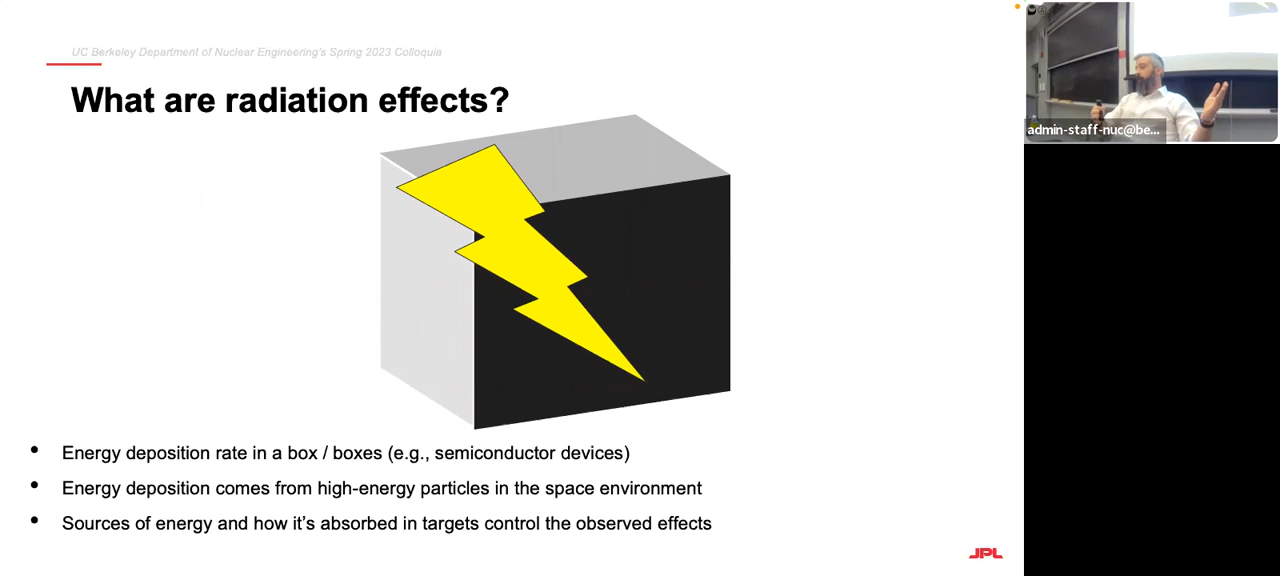 UC Berkeley Department of Nuclear Engineering's Spring 2023 Colloquia
What are radiation effects?
• Energy deposition rate in a box / boxes (e.g., semiconductor devices)
• Energy deposition comes from high-energy particles in the space environment
• Sources of energy and how it's absorbed in targets control the observed effects
JPL
admin-staff-nuc@be...